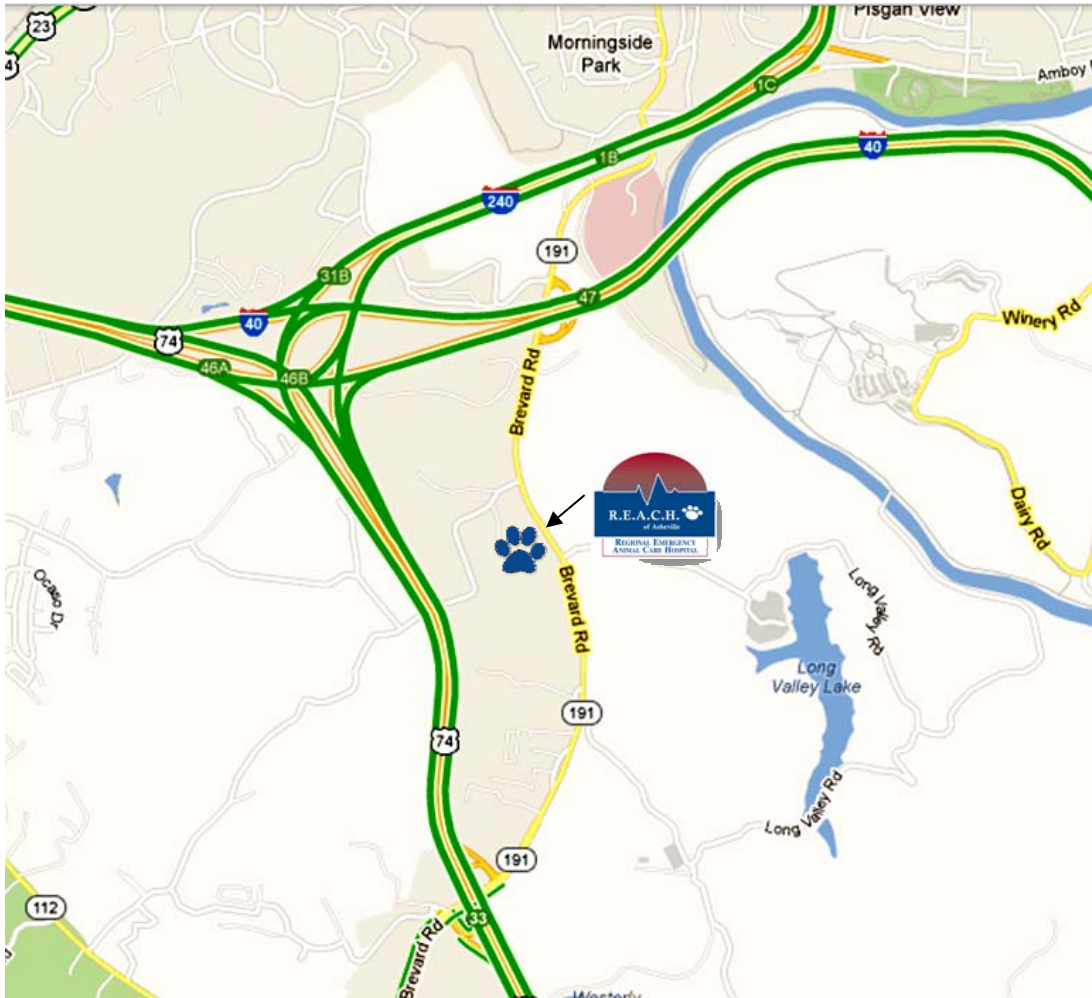 23
4
Pisgah View
Morningside
Park
Amboy
1C
1B
40
240
191
31B
47
40
74
Winery Rd
46A
46B
Brevard Rd
R.E.A.C.H.
of Asheville
REGIONAL EMERGENCY
ANIMAL CARE HOSPITAL
Dairy Rd
Ocaso Dr
Brevard Rd
Long Valley Rd
Long
Valley Lake
191
74
Long Valley Rd
191
112
33
Brevard Rd